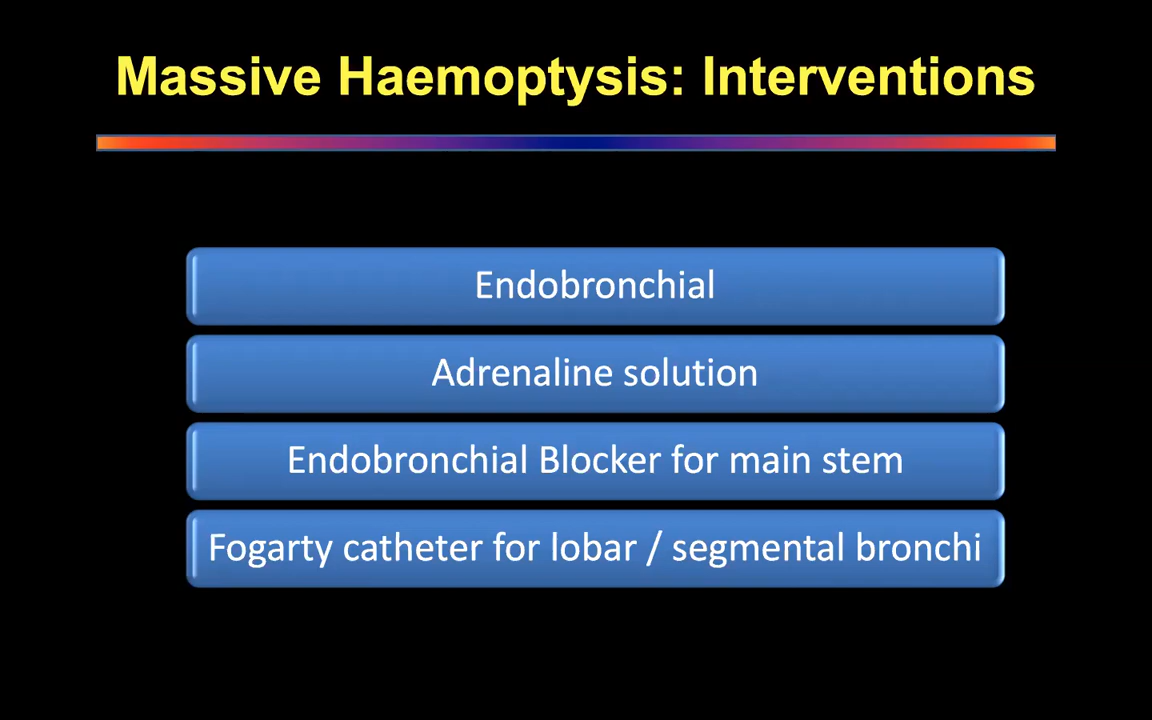 Massive Haemoptysis: Interventions
Endobronchial
Adrenaline solution
Endobronchial Blocker for main stem
Fogarty catheter for lobar / segmental bronchi